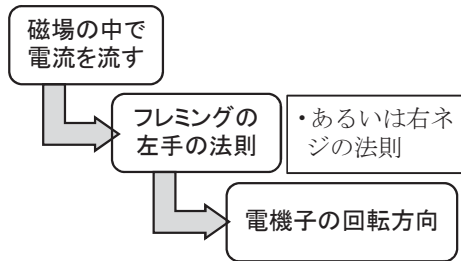 磁場の中で
電流を流す
フレミングの
左手の法則
・あるいは右ネ
ジの法則
電機子の回転方向